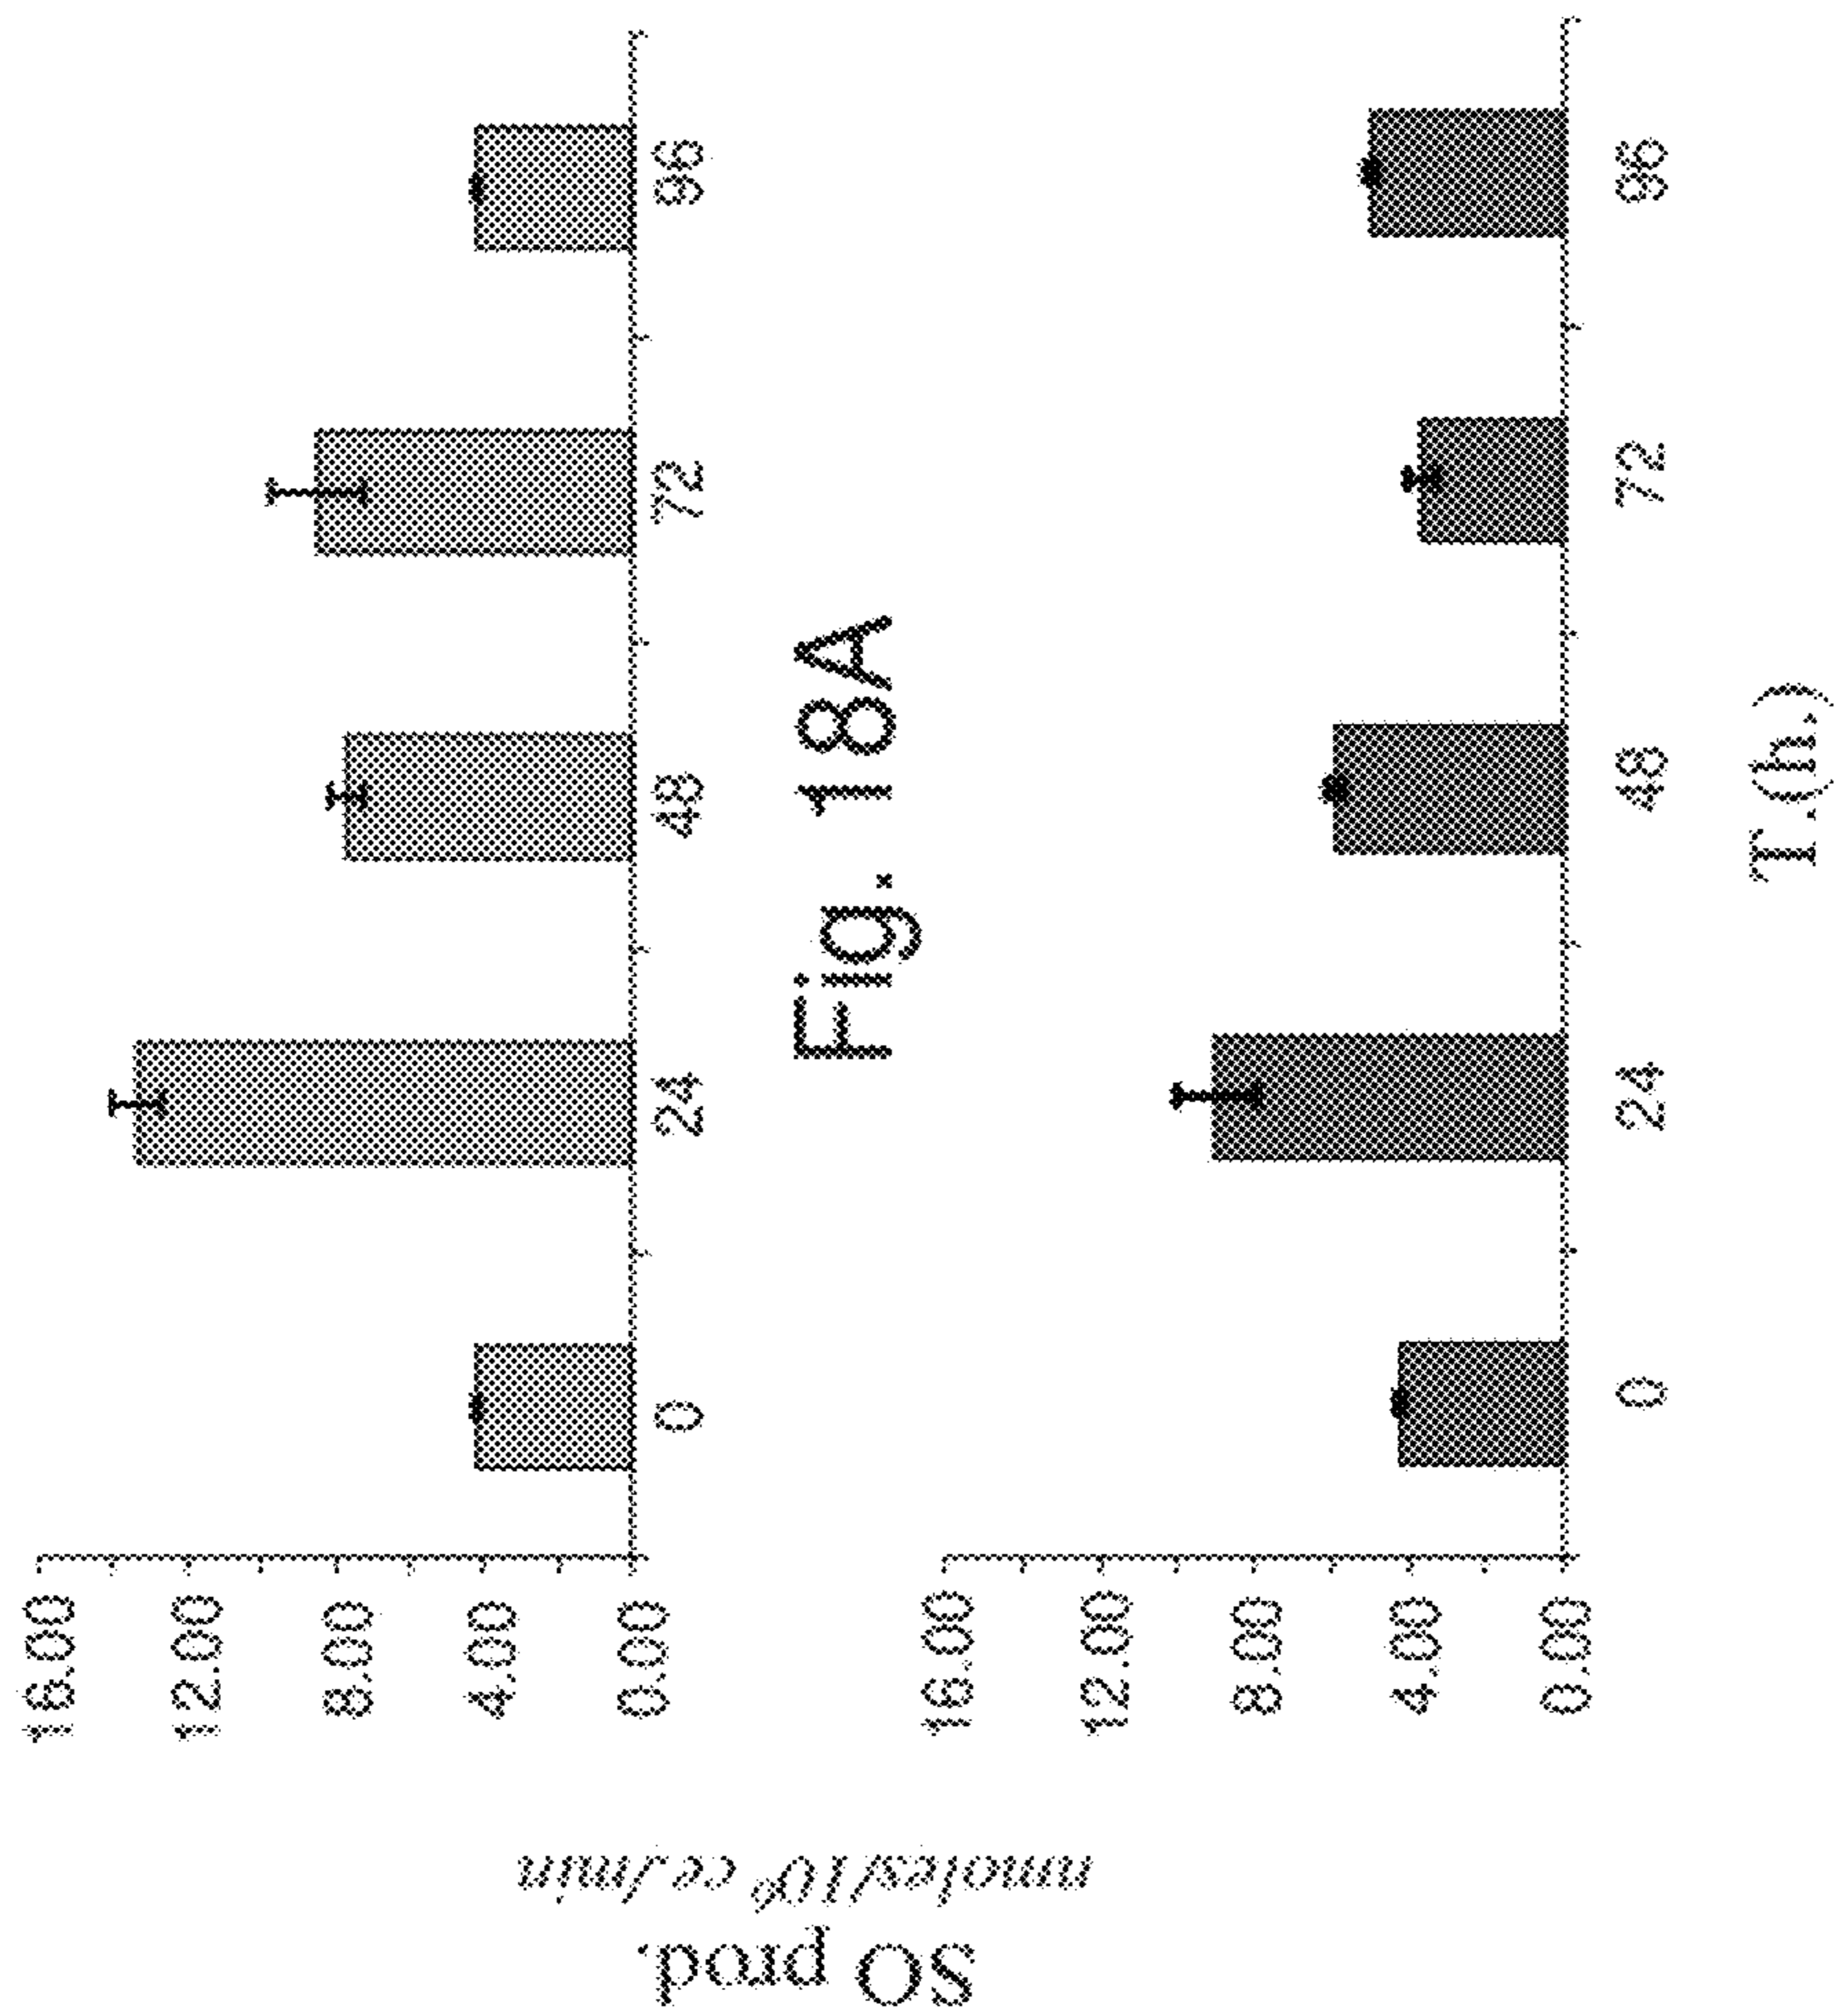 SO prod.
nmoles/10⁶ ce./min
16.00
12.00
8.00
4.00
0.00
0 24 48 72 96
Fig. 18A
16.00
12.00
8.00
4.00
0.00
0 24 48 72 96
T.(h.)